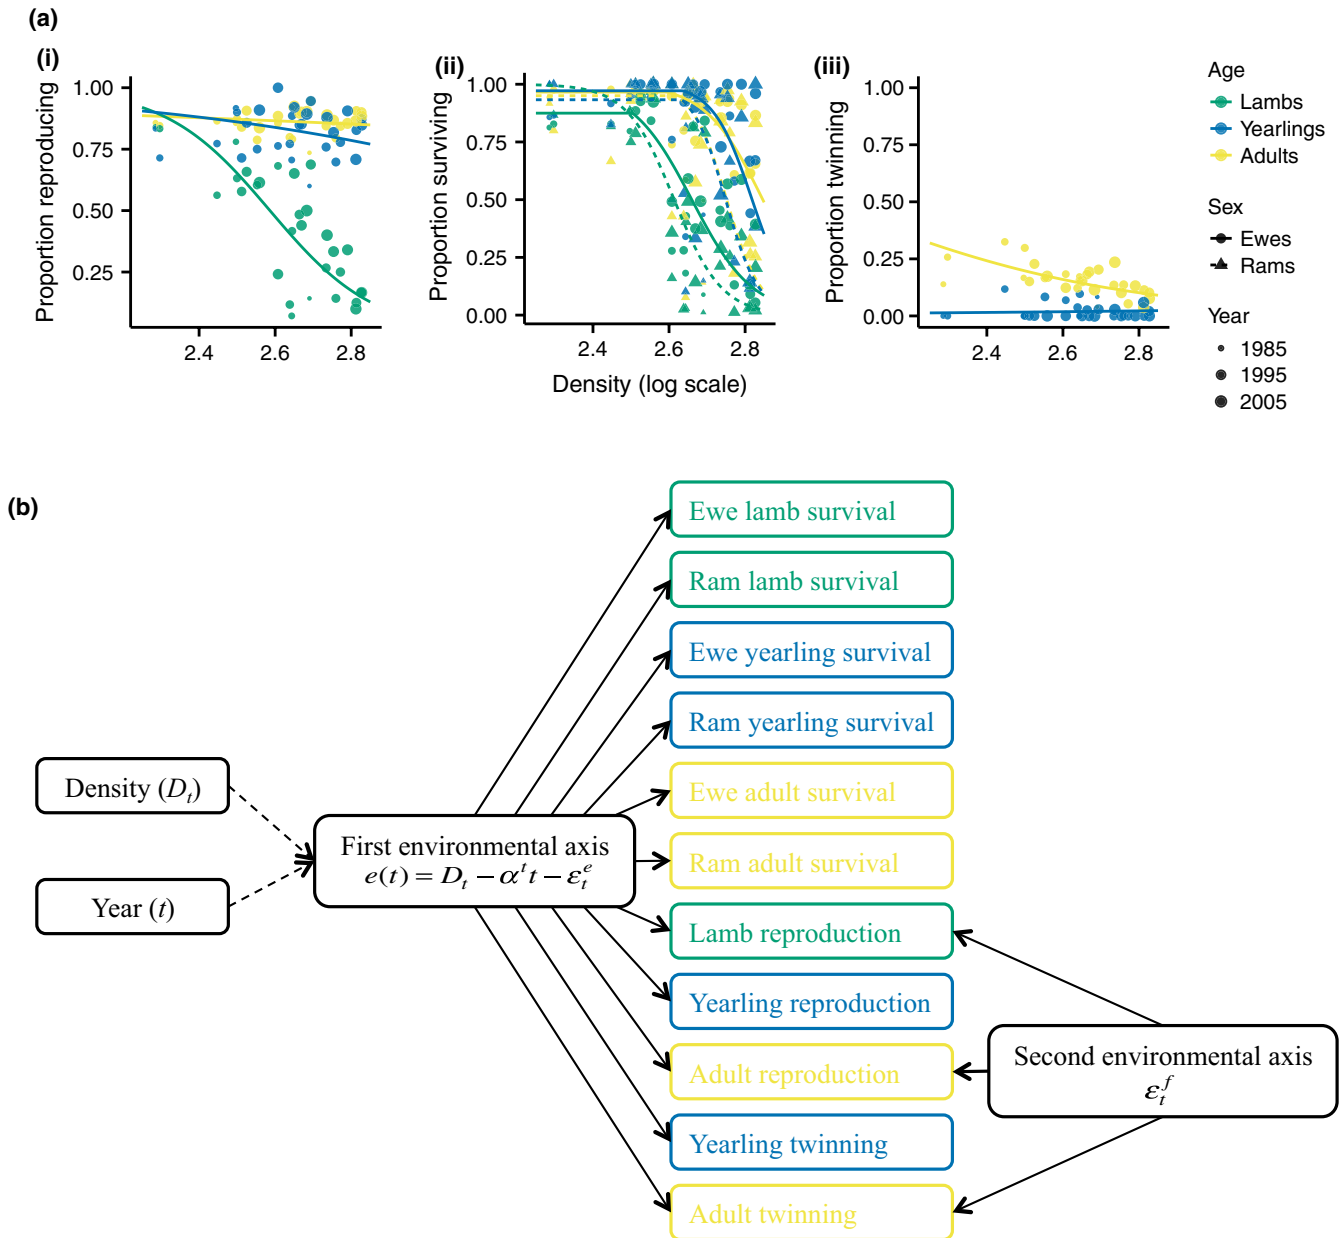 (a)
(i)
Proportion reproducing
1.00
0.75
0.50
0.25
2.4
2.6
2.8
(ii)
Proportion surviving
1.00
0.75
0.50
0.25
0.00
2.4
2.6
2.8
Density (log scale)
(iii)
Proportion twinning
1.00
0.75
0.50
0.25
0.00
2.4
2.6
2.8
Age
Lambs
Yearlings
Adults
Sex
Ewes
Rams
Year
1985
1995
2005
(b)
Density (D_t)
Year (t)
First environmental axis
e(t) = D_t − α^t t − ε_t^e
Ewe lamb survival
Ram lamb survival
Ewe yearling survival
Ram yearling survival
Ewe adult survival
Ram adult survival
Lamb reproduction
Yearling reproduction
Adult reproduction
Yearling twinning
Adult twinning
Second environmental axis
ε_t^f